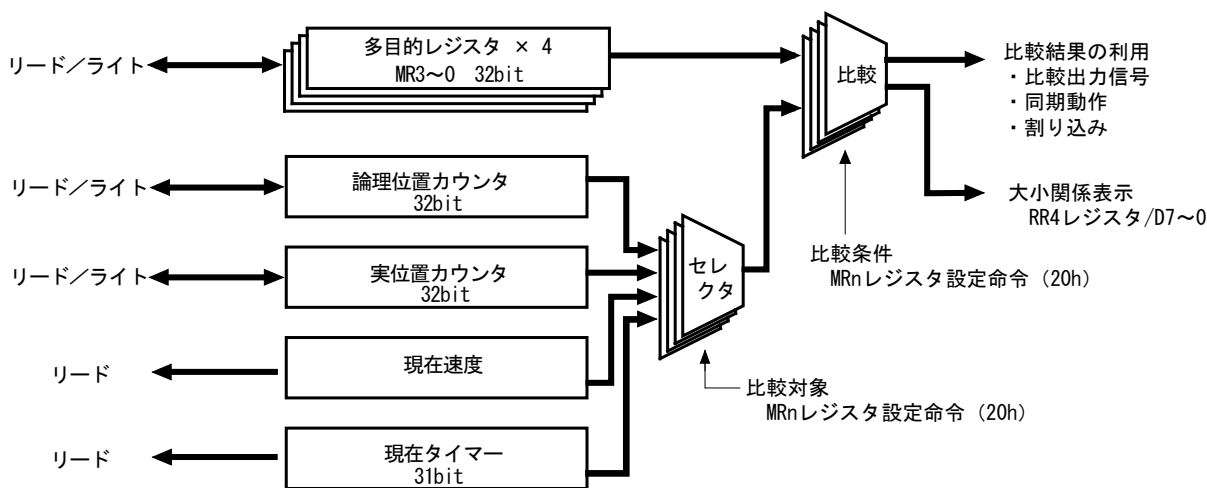 リード／ライト
多目的レジスタ × 4
MR3～0 32bit
比較
比較結果の利用
・比較出力信号
・同期動作
・割り込み
リード／ライト
論理位置カウンタ
32bit
大小関係表示
RR4レジスタ/D7～0
比較条件
MRnレジスタ設定命令（20h）
リード／ライト
実位置カウンタ
32bit
セレ
クタ
リード
現在速度
比較対象
MRnレジスタ設定命令（20h）
リード
現在タイマー
31bit